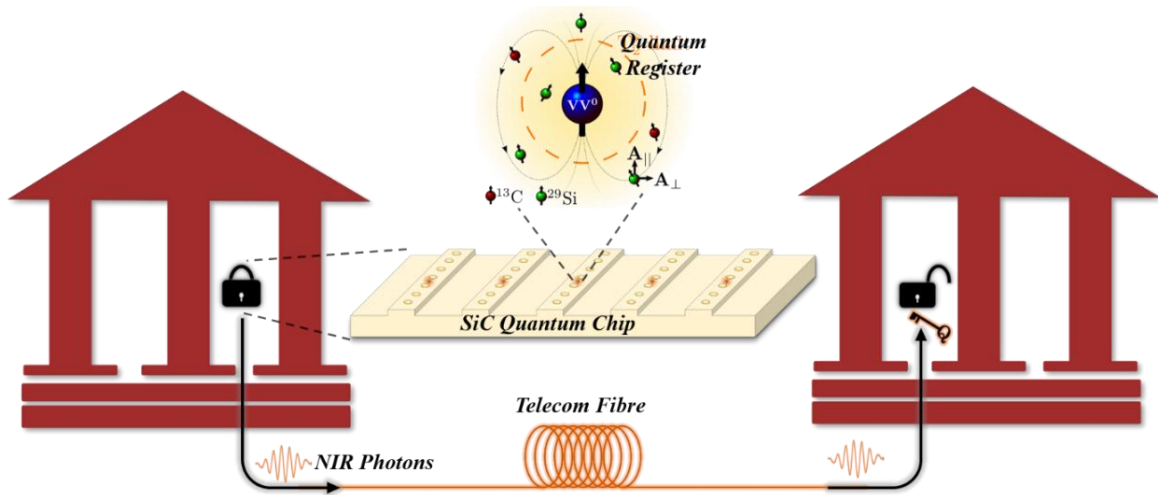 Quantum
Register
VV⁰
A||
A⊥
¹³C
²⁹Si
SiC Quantum Chip
Telecom Fibre
NIR Photons